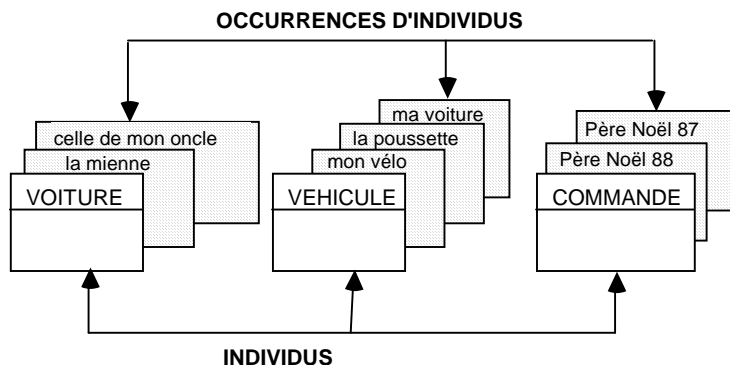 OCCURRENCES D'INDIVIDUS
celle de mon oncle
la mienne
VOITURE
ma voiture
la poussette
mon vélo
VEHICULE
Père Noël 87
Père Noël 88
COMMANDE
INDIVIDUS